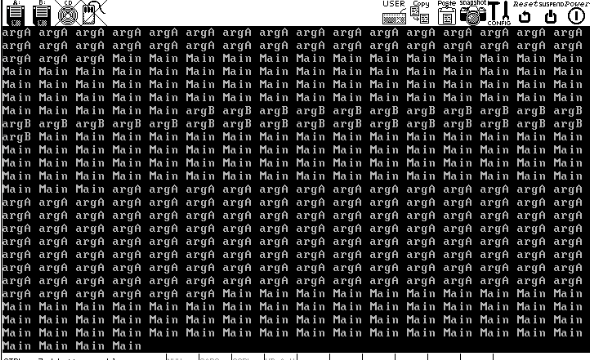 A: B: CD USER Copy Paste snapshot CONFIG Reset SUSPEND Power
argA argA argA argA argA argA argA argA argA argA argA argA argA argA argA argA
argA argA argA argA argA argA argA argA argA argA argA argA argA argA argA argA
argA argA argA Main Main Main Main Main Main Main Main Main Main Main Main Main
Main Main Main Main Main Main Main Main Main Main Main Main Main Main Main Main
Main Main Main Main Main Main Main Main Main Main Main Main Main Main Main Main
Main Main Main Main Main Main Main Main Main Main Main Main Main Main Main Main
Main Main Main Main Main argB argB argB argB argB argB argB argB argB argB argB
argB argB argB argB argB argB argB argB argB argB argB argB argB argB argB argB
argB Main Main Main Main Main Main Main Main Main Main Main Main Main Main Main
Main Main Main Main Main Main Main Main Main Main Main Main Main Main Main Main
Main Main Main Main Main Main Main Main Main Main Main Main Main Main Main Main
Main Main Main Main Main Main Main Main Main Main Main Main Main Main Main Main
Main Main Main argA argA argA argA argA argA argA argA argA argA argA argA argA
argA argA argA argA argA argA argA argA argA argA argA argA argA argA argA argA
argA argA argA argA argA argA argA argA argA argA argA argA argA argA argA argA
argA argA argA argA argA argA argA argA argA argA argA argA argA argA argA argA
argA argA argA argA argA argA argA argA argA argA argA argA argA argA argA argA
argA argA argA argA argA argA argA argA argA argA argA argA argA argA argA argA
argA argA argA argA argA argA argA argA argA argA argA argA argA argA argA argA
argA argA argA argA argA argA argA argA argA argA argA argA argA argA argA argA
argA argA argA argA argA argA Main Main Main Main Main Main Main Main Main Main
Main Main Main Main Main Main Main Main Main Main Main Main Main Main Main Main
Main Main Main Main Main Main Main Main Main Main Main Main Main Main Main Main
Main Main Main Main Main Main Main Main Main Main Main Main Main Main Main Main
Main Main Main Main